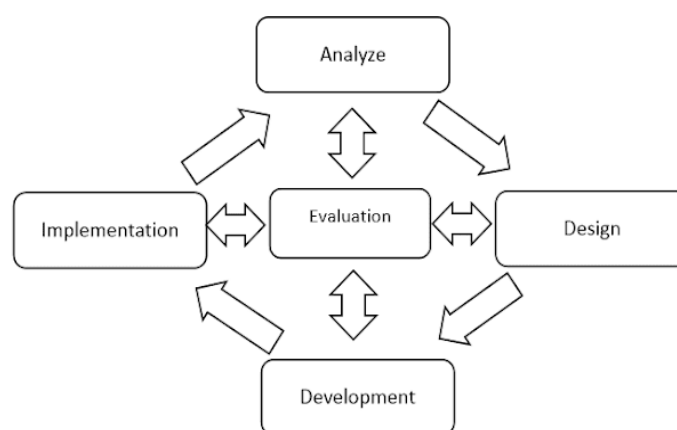 Analyze
Implementation
Evaluation
Design
Development